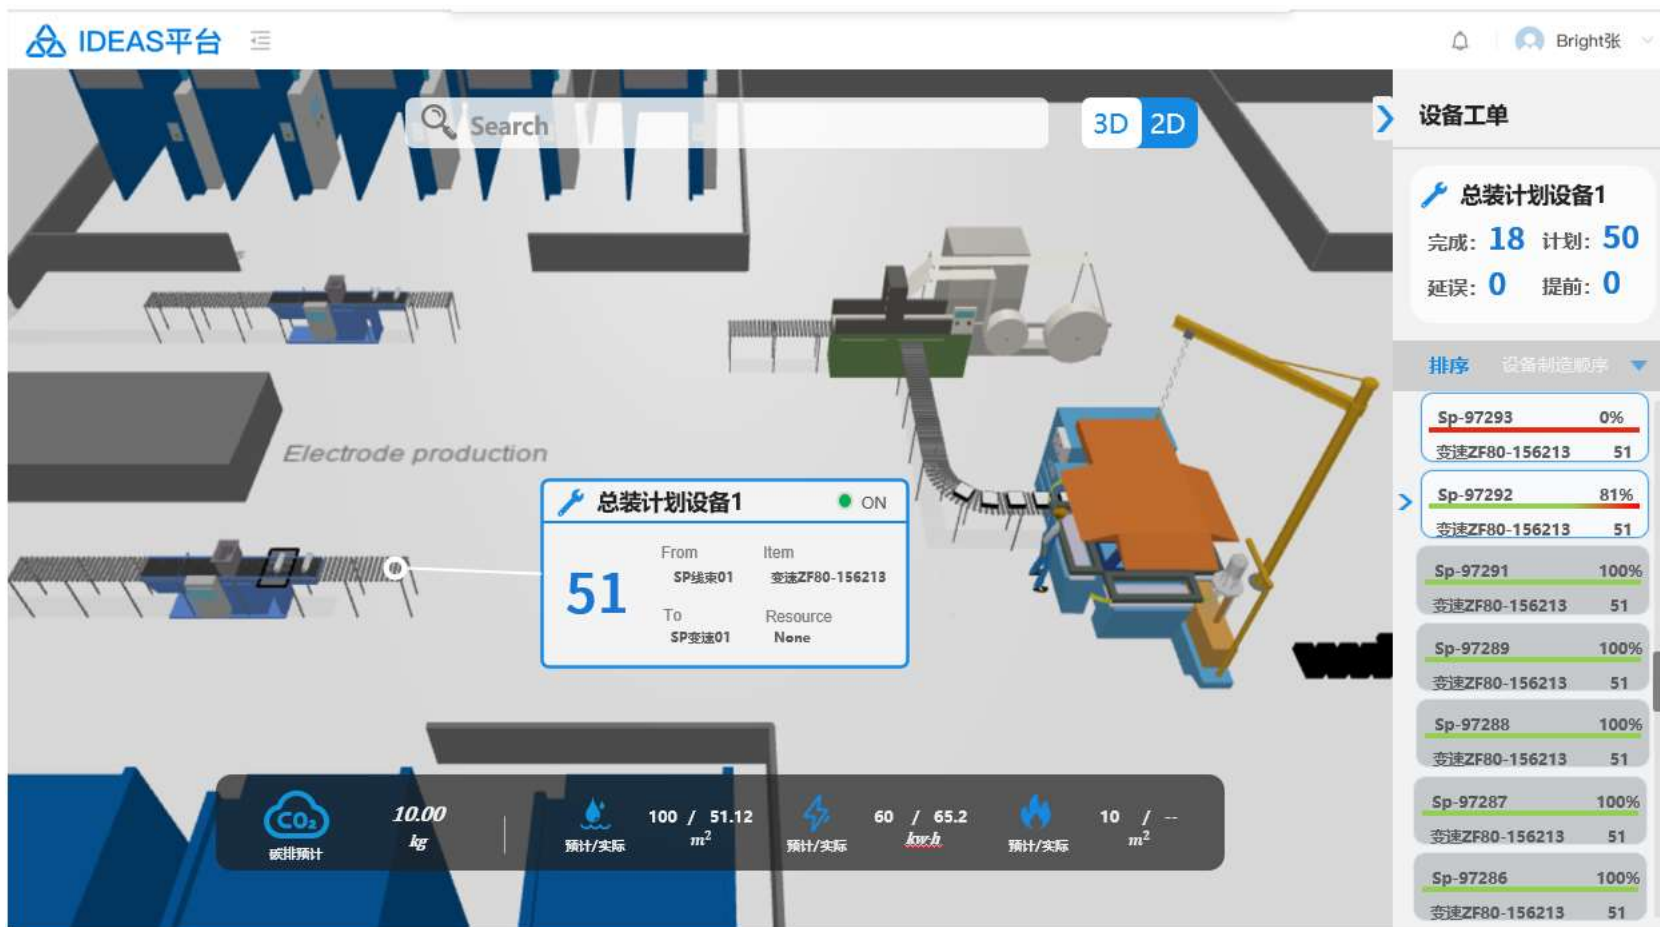 IDEAS平台
Bright张
Search
3D 2D
设备工单
总装计划设备1
完成: 18 计划: 50
延误: 0 提前: 0
排序 设备制造顺序
Sp-97293 0%
变速ZF80-156213 51
Sp-97292 81%
变速ZF80-156213 51
Sp-97291 100%
变速ZF80-156213 51
Sp-97289 100%
变速ZF80-156213 51
Sp-97288 100%
变速ZF80-156213 51
Sp-97287 100%
变速ZF80-156213 51
Sp-97286 100%
变速ZF80-156213 51
Electrode production
总装计划设备1 ON
51
From Item
SP线束01 变速ZF80-156213
To Resource
SP变速01 None
CO₂
碳排预计
10.00
kg
预计/实际
100 / 51.12
m²
预计/实际
60 / 65.2
kw·h
预计/实际
10 / --
m²